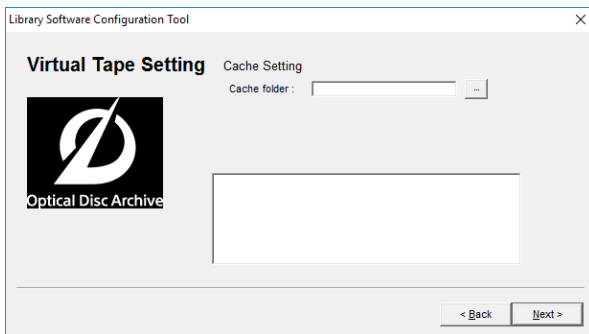 Library Software Configuration Tool
Virtual Tape Setting
Cache Setting
Cache folder :
...
Optical Disc Archive
< Back
Next >